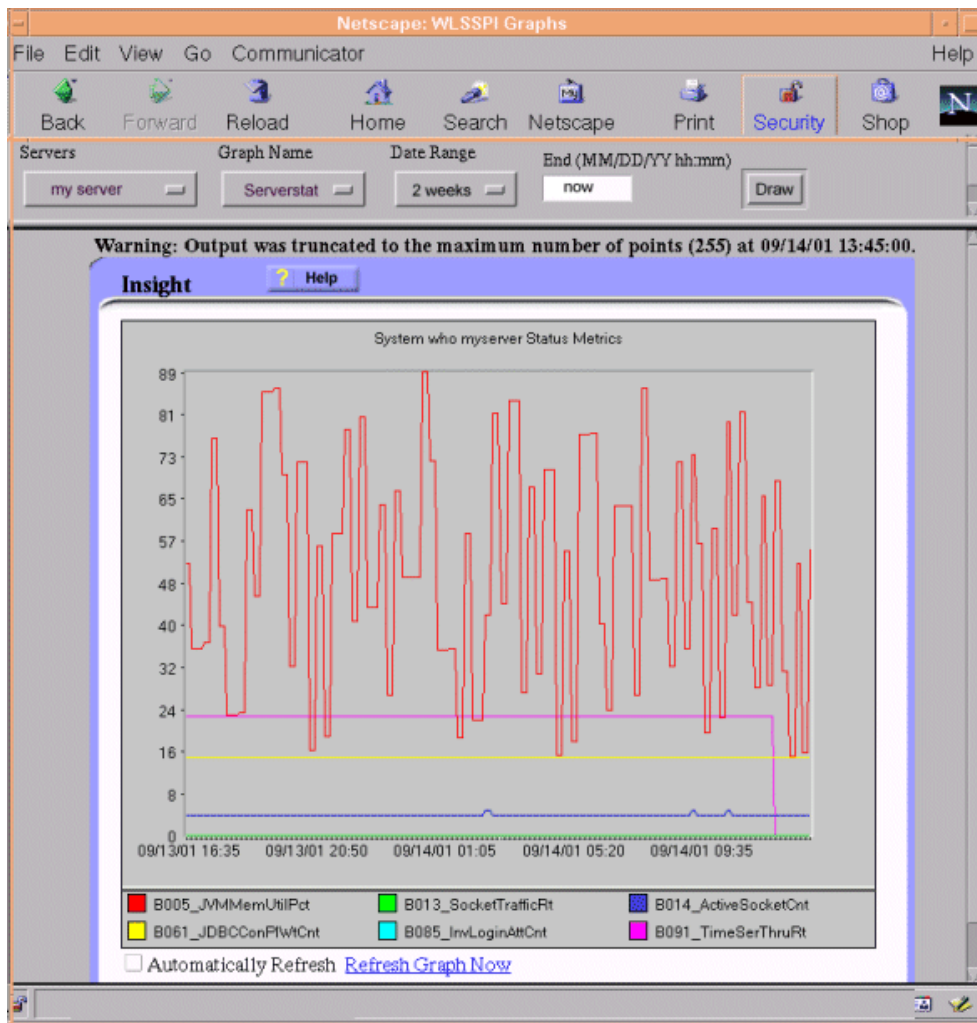 Netscape: WLSSPI Graphs
File Edit View Go Communicator Help
Back Forward Reload Home Search Netscape Print Security Shop
My
N
Servers Graph Name Date Range End (MM/DD/YY hh:mm)
my server Serverstat 2 weeks now Draw
Warning: Output was truncated to the maximum number of points (255) at 09/14/01 13:45:00.
Insight ? Help
System who myserver Status Metrics
89
81
73
65
57
48
40
32
24
16
8
0
09/13/01 16:35 09/13/01 20:50 09/14/01 01:05 09/14/01 05:20 09/14/01 09:35
B005_JVMMemUtilPct B013_SocketTrafficRt B014_ActiveSocketCnt
B061_JDBCConPlWtCnt B085_InvLoginAttCnt B091_TimeSerThruRt
Automatically Refresh Refresh Graph Now